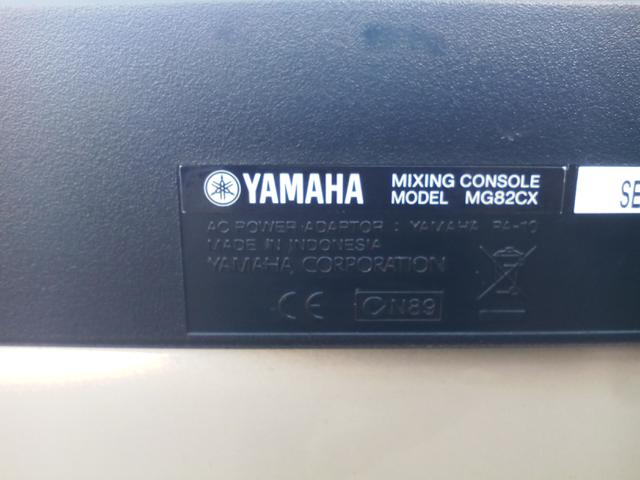 YAMAHA MIXING CONSOLE
MODEL MG82CX
SE
AC POWER ADAPTOR : YAMAHA PA-10
MADE IN INDONESIA
YAMAHA CORPORATION
CE N89